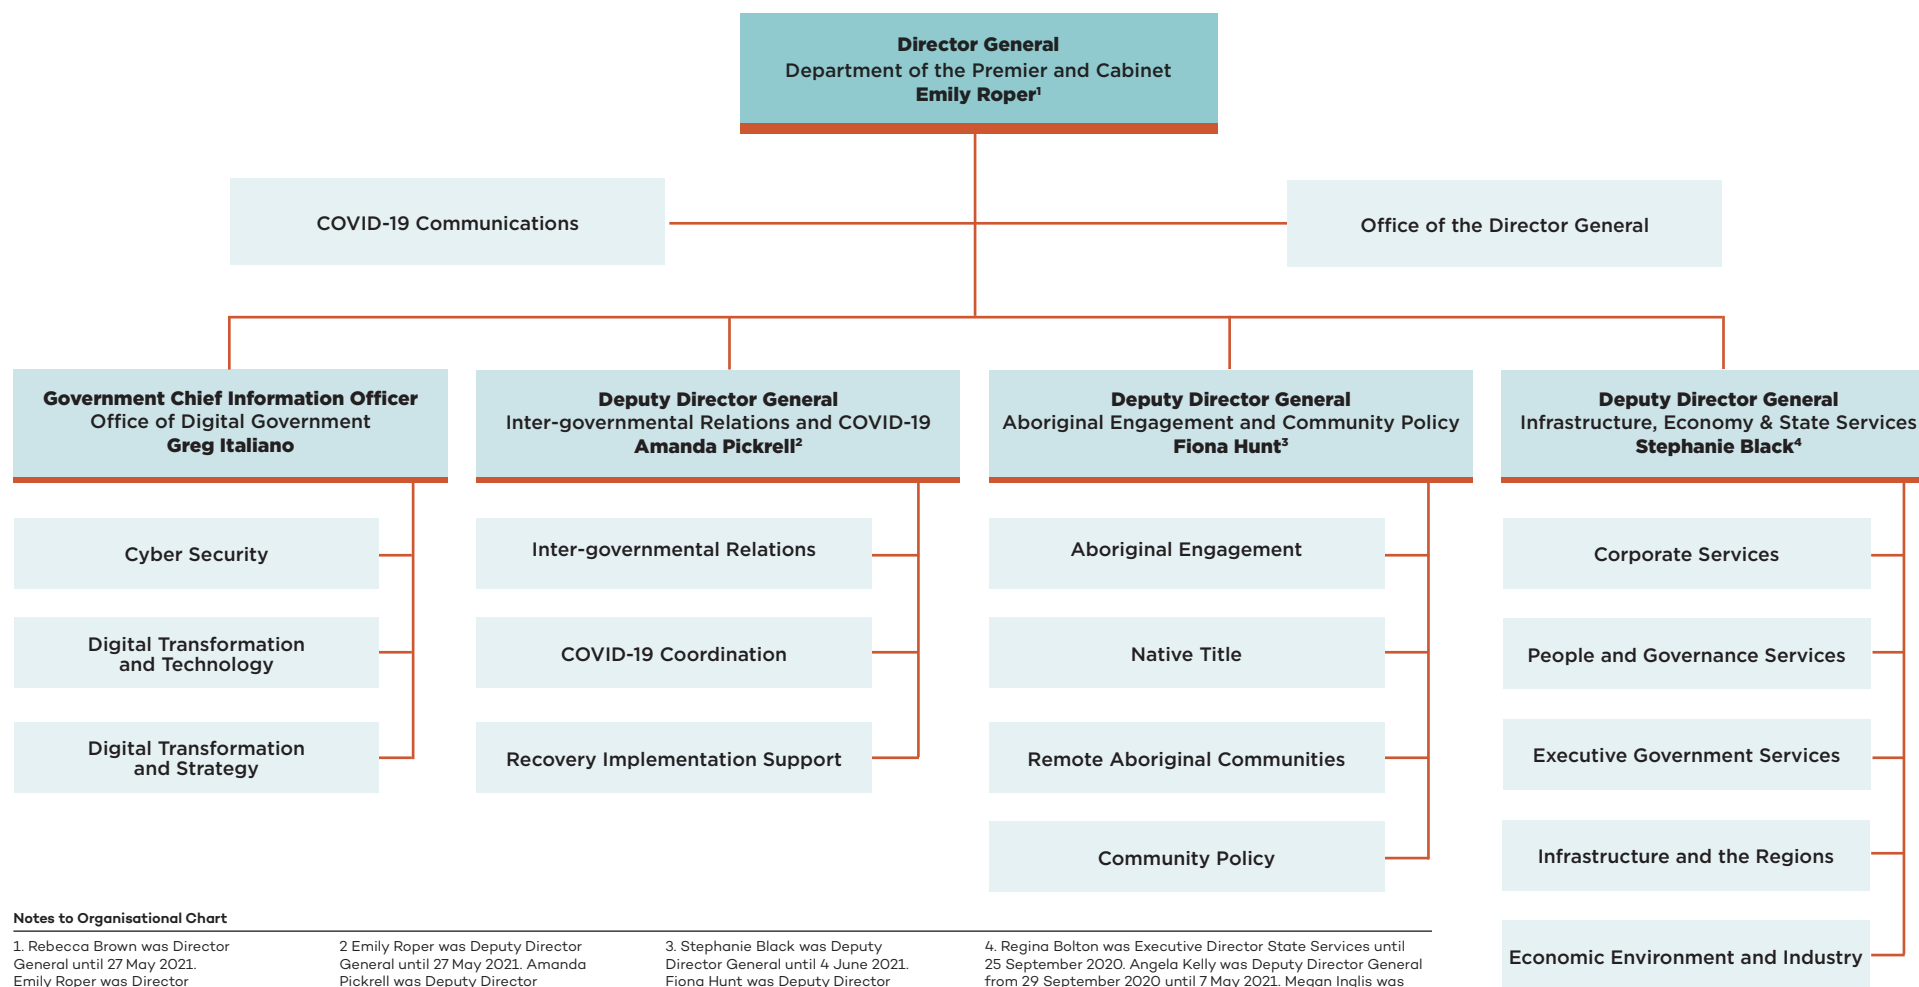 Director General
Department of the Premier and Cabinet
Emily Roper¹
COVID-19 Communications
Office of the Director General
Government Chief Information Officer
Office of Digital Government
Greg Italiano
Deputy Director General
Inter-governmental Relations and COVID-19
Amanda Pickrell²
Deputy Director General
Aboriginal Engagement and Community Policy
Fiona Hunt³
Deputy Director General
Infrastructure, Economy & State Services
Stephanie Black⁴
Cyber Security
Digital Transformation
and Technology
Digital Transformation
and Strategy
Inter-governmental Relations
COVID-19 Coordination
Recovery Implementation Support
Aboriginal Engagement
Native Title
Remote Aboriginal Communities
Community Policy
Corporate Services
People and Governance Services
Executive Government Services
Infrastructure and the Regions
Economic Environment and Industry
Notes to Organisational Chart
1. Rebecca Brown was Director
General until 27 May 2021.
Emily Roper was Director
2 Emily Roper was Deputy Director
General until 27 May 2021. Amanda
Pickrell was Deputy Director
3. Stephanie Black was Deputy
Director General until 4 June 2021.
Fiona Hunt was Deputy Director
4. Regina Bolton was Executive Director State Services until
25 September 2020. Angela Kelly was Deputy Director General
from 29 September 2020 until 7 May 2021. Megan Inglis was